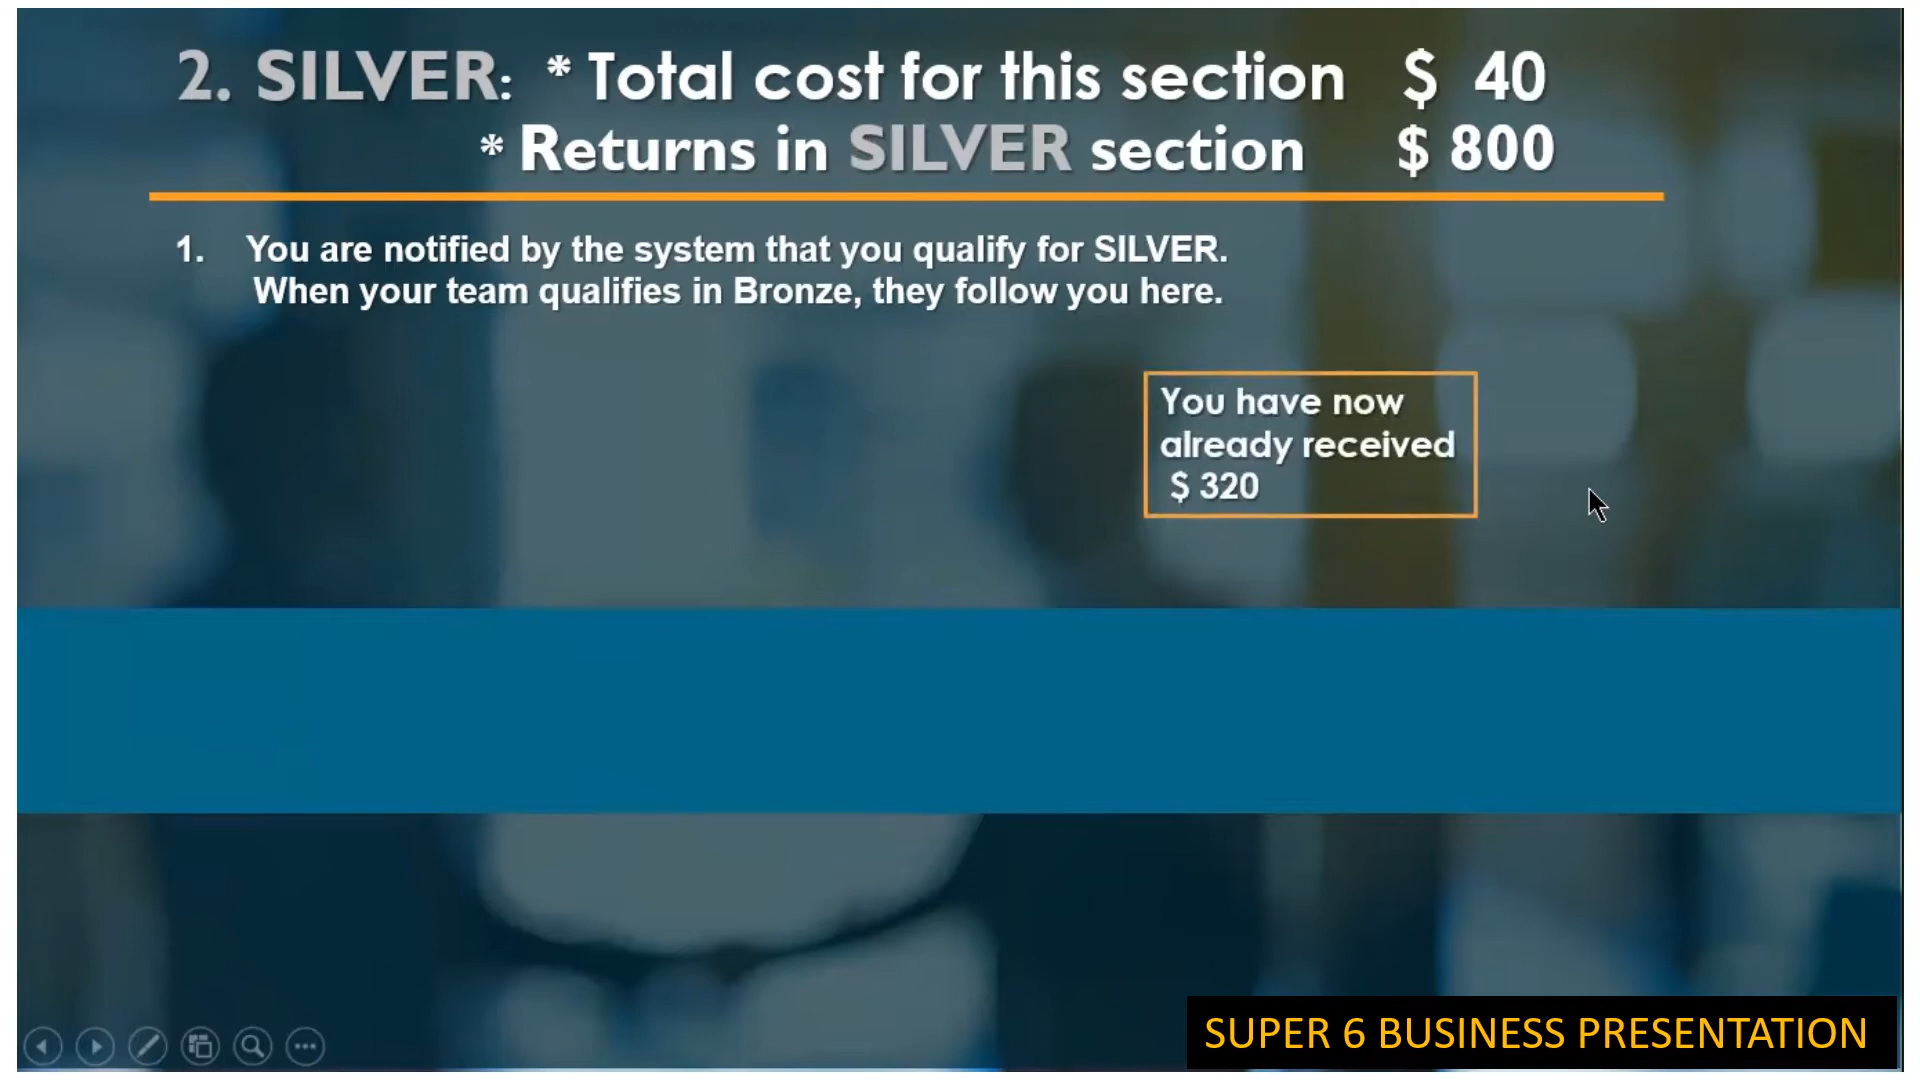 2. SILVER: * Total cost for this section $ 40
* Returns in SILVER section $ 800
1. You are notified by the system that you qualify for SILVER.
When your team qualifies in Bronze, they follow you here.
You have now
already received
$ 320
SUPER 6 BUSINESS PRESENTATION